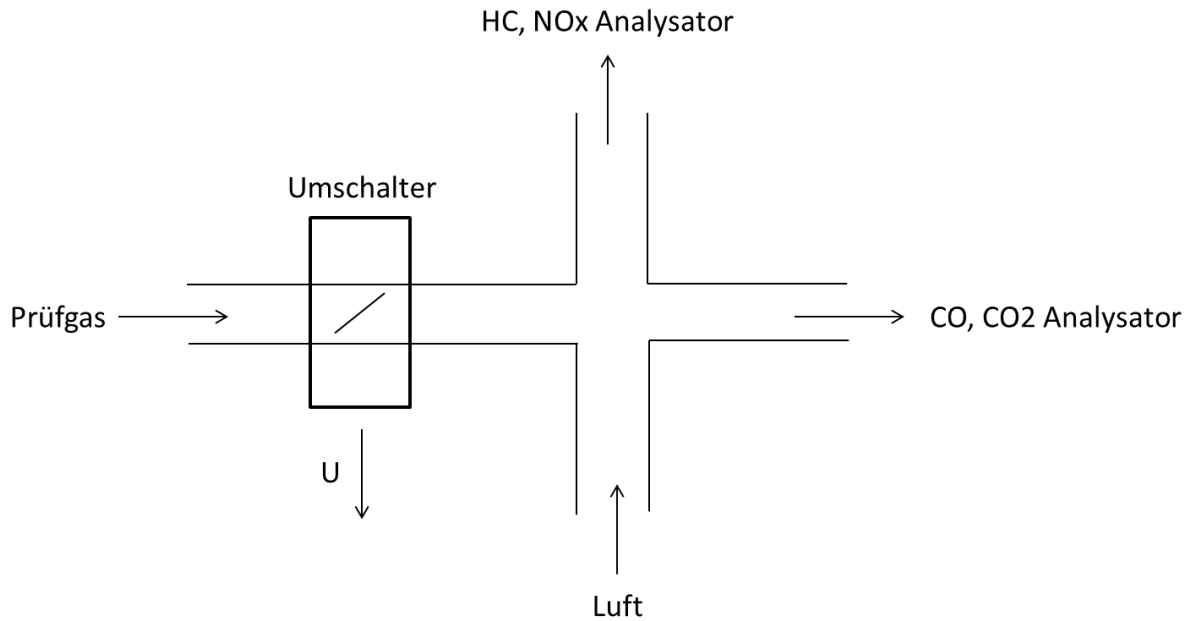 HC, NOx Analysator
Umschalter
Prüfgas
CO, CO2 Analysator
U
Luft